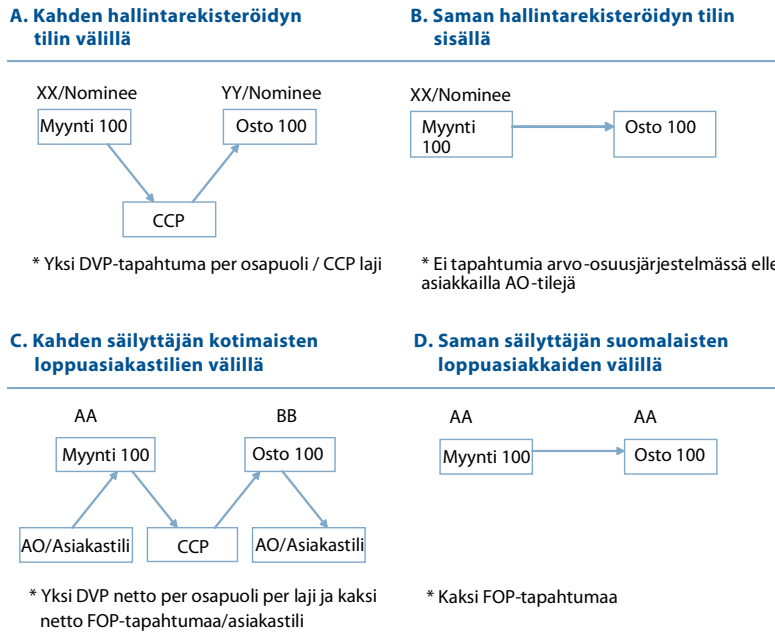 A. Kahden hallintarekisteröidyn
tilin välillä
XX/Nominee
YY/Nominee
Myynti 100
Osto 100
CCP
* Yksi DVP-tapahtuma per osapuoli / CCP laji
B. Saman hallintarekisteröidyn tilin
sisällä
XX/Nominee
Myynti
100
Osto 100
* Ei tapahtumia arvo-osuusjärjestelmässä elle
asiakkailla AO-tilejä
C. Kahden säilyttäjän kotimaisten
loppuasiakastilien välillä
AA
BB
Myynti 100
Osto 100
AO/Asiakastili
CCP
AO/Asiakastili
* Yksi DVP netto per osapuoli per laji ja kaksi
netto FOP-tapahtumaa/asiakastili
D. Saman säilyttäjän suomalaisten
loppuasiakkaiden välillä
AA
AA
Myynti 100
Osto 100
* Kaksi FOP-tapahtumaa